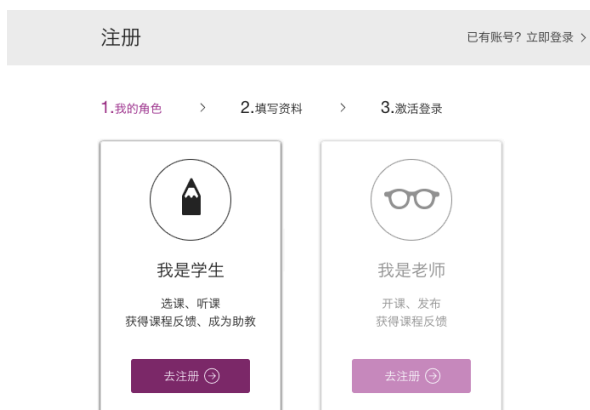 注册
已有账号? 立即登录 >
1.我的角色 > 2.填写资料 > 3.激活登录
我是学生
选课、听课
获得课程反馈、成为助教
去注册
我是老师
开课、发布
获得课程反馈
去注册